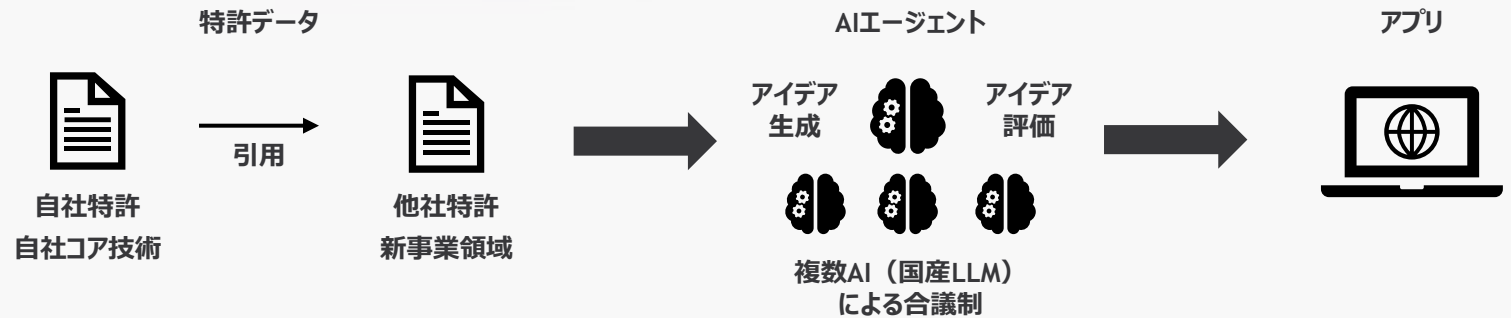 特許データ
AIエージェント
アプリ
引用
自社特許
自社コア技術
他社特許
新事業領域
アイデア
生成
アイデア
評価
複数AI（国産LLM）
による合議制